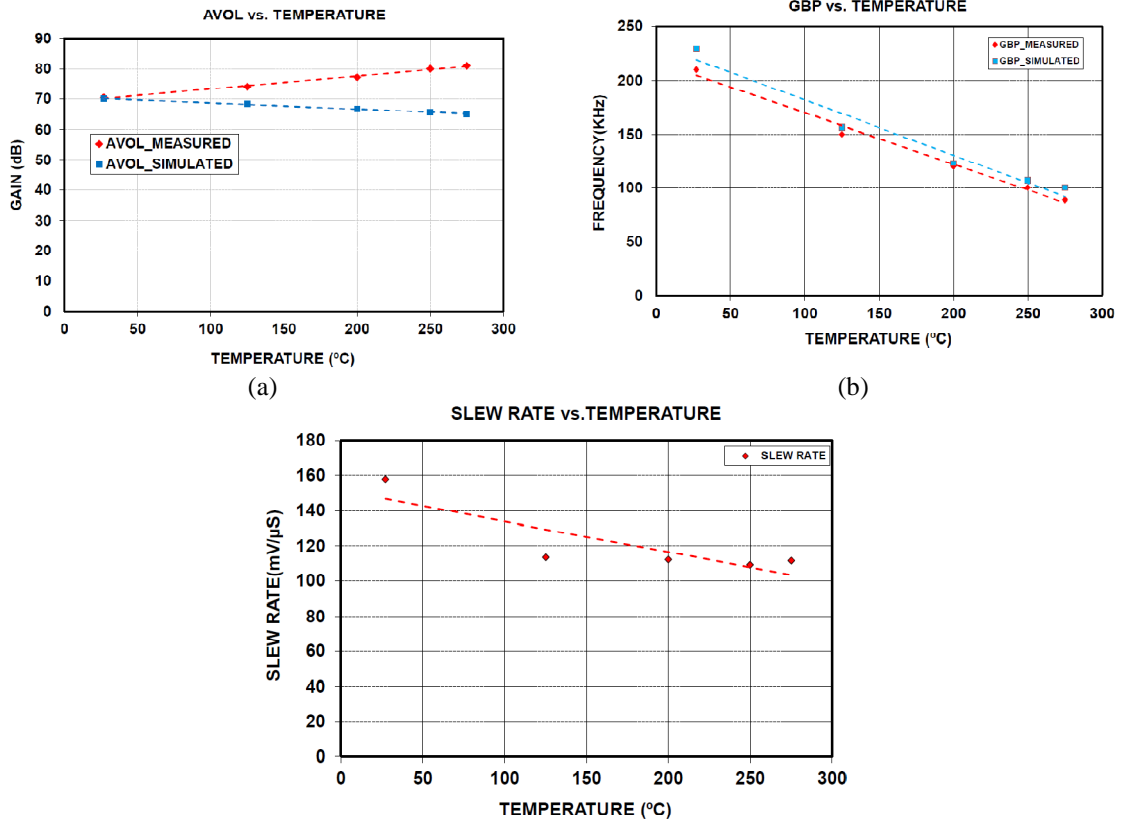 AVOL vs. TEMPERATURE
90
80
70
60
50
40
30
20
10
0
GAIN (dB)
AVOL_MEASURED
AVOL_SIMULATED
0 50 100 150 200 250 300
TEMPERATURE (ºC)
(a)
GBP vs. TEMPERATURE
250
200
150
100
50
0
FREQUENCY(KHz)
GBP_MEASURED
GBP_SIMULATED
0 50 100 150 200 250 300
TEMPERATURE (ºC)
(b)
SLEW RATE vs.TEMPERATURE
180
160
140
120
100
80
60
40
20
0
SLEW RATE(mV/µS)
SLEW RATE
0 50 100 150 200 250 300
TEMPERATURE (ºC)